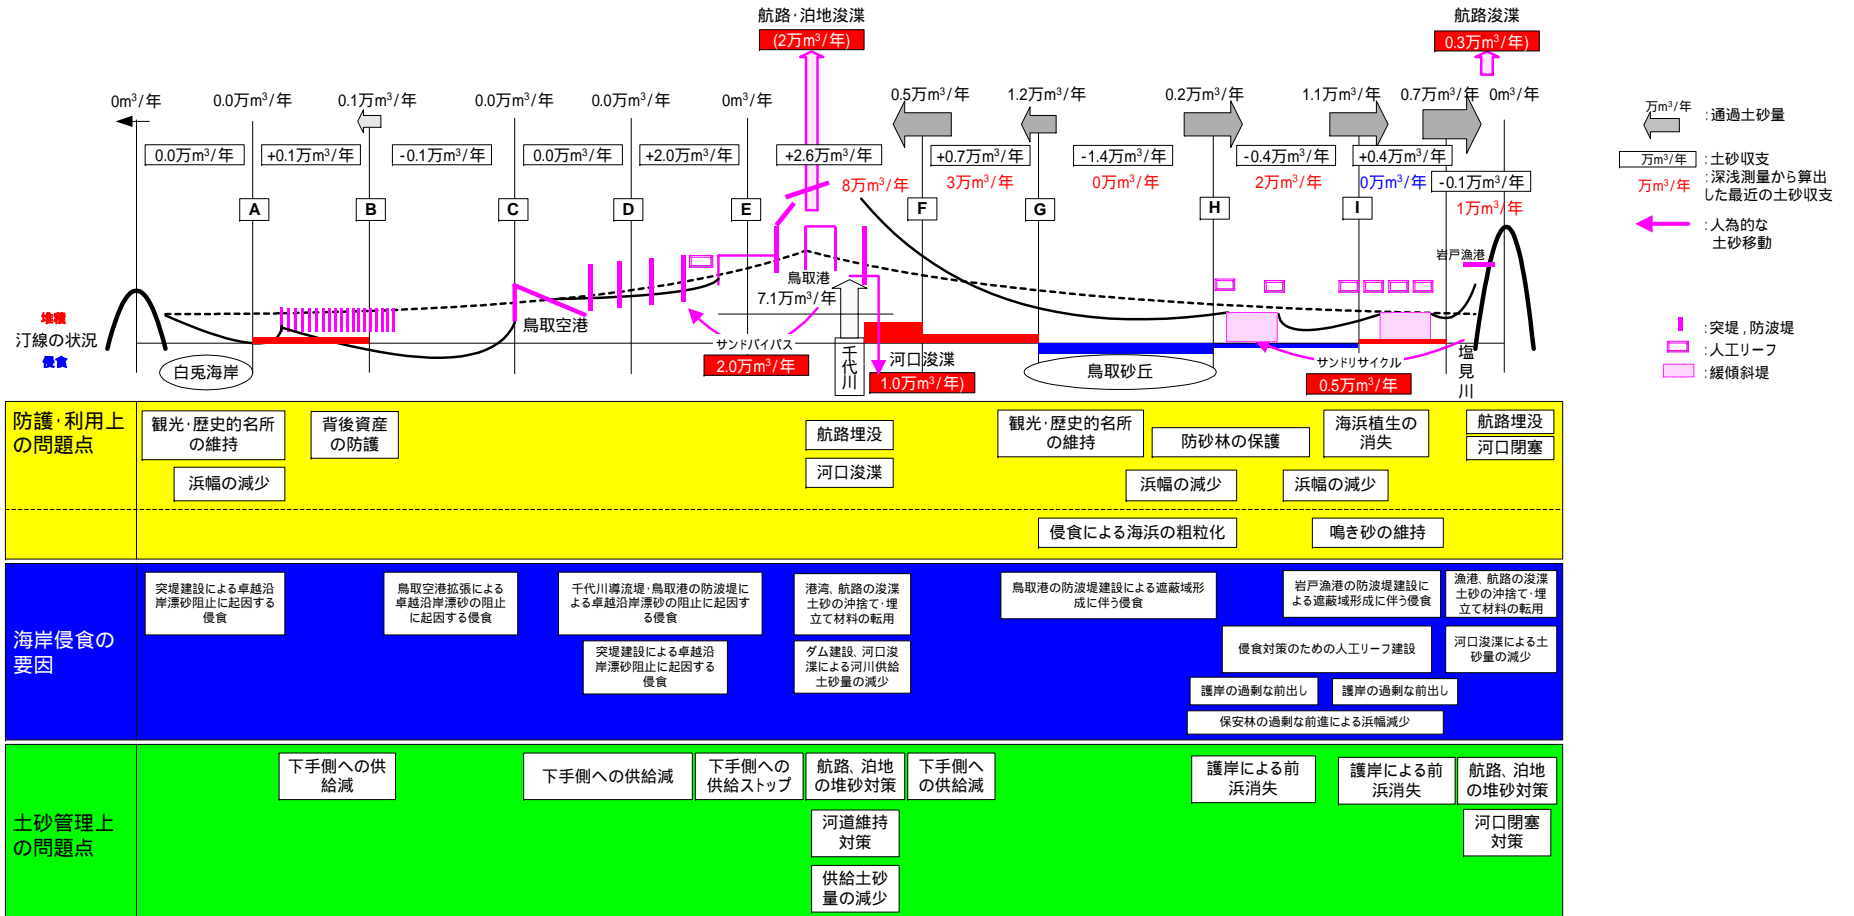 航路・泊地浚渫
(2万m³/年)
航路浚渫
0.3万m³/年)
0m³/年
0.0万m³/年
0.1万m³/年
0.0万m³/年
0.0万m³/年
0m³/年
0.5万m³/年
1.2万m³/年
0.2万m³/年
1.1万m³/年
0.7万m³/年
0m³/年
0.0万m³/年
+0.1万m³/年
-0.1万m³/年
0.0万m³/年
+2.0万m³/年
+2.6万m³/年
+0.7万m³/年
-1.4万m³/年
-0.4万m³/年
+0.4万m³/年
-0.1万m³/年
8万m³/年
3万m³/年
0万m³/年
2万m³/年
0万m³/年
1万m³/年
A
B
C
D
E
F
G
H
I
万m³/年
:通過土砂量
万m³/年
:土砂収支
万m³/年
:深浅測量から算出
した最近の土砂収支
:人為的な
土砂移動
:突堤,防波堤
:人工リーフ
:緩傾斜堤
岩戸漁港
鳥取港
7.1万m³/年
鳥取空港
堆積
汀線の状況
侵食
白兎海岸
サンドバイパス
2.0万m³/年
千代川
河口浚渫
1.0万m³/年)
鳥取砂丘
サンドリサイクル
0.5万m³/年
塩見川
防護・利用上
の問題点
観光・歴史的名所
の維持
背後資産
の防護
浜幅の減少
航路埋没
河口浚渫
観光・歴史的名所
の維持
防砂林の保護
海浜植生の
消失
航路埋没
河口閉塞
浜幅の減少
浜幅の減少
侵食による海浜の粗粒化
鳴き砂の維持
海岸侵食の
要因
突堤建設による卓越沿
岸漂砂阻止に起因する
侵食
鳥取空港拡張による
卓越沿岸漂砂の阻止
に起因する侵食
千代川導流堤・鳥取港の防波堤に
よる卓越沿岸漂砂の阻止に起因す
る侵食
突堤建設による卓越沿
岸漂砂阻止に起因する
侵食
港湾、航路の浚渫
土砂の沖捨て・埋
立て材料の転用
ダム建設、河口浚
渫による河川供給
土砂量の減少
鳥取港の防波堤建設による遮蔽域形
成に伴う侵食
岩戸漁港の防波堤建設に
よる遮蔽域形成に伴う侵食
漁港、航路の浚渫
土砂の沖捨て・埋
立て材料の転用
侵食対策のための人工リーフ建設
河口浚渫による土
砂量の減少
護岸の過剰な前出し
護岸の過剰な前出し
保安林の過剰な前進による浜幅減少
土砂管理上
の問題点
下手側への供
給減
下手側への供給減
下手側への
供給ストップ
航路、泊地
の堆砂対策
下手側へ
の供給減
河道維持
対策
供給土砂
量の減少
護岸による前
浜消失
護岸による前
浜消失
航路、泊地
の堆砂対策
河口閉塞
対策